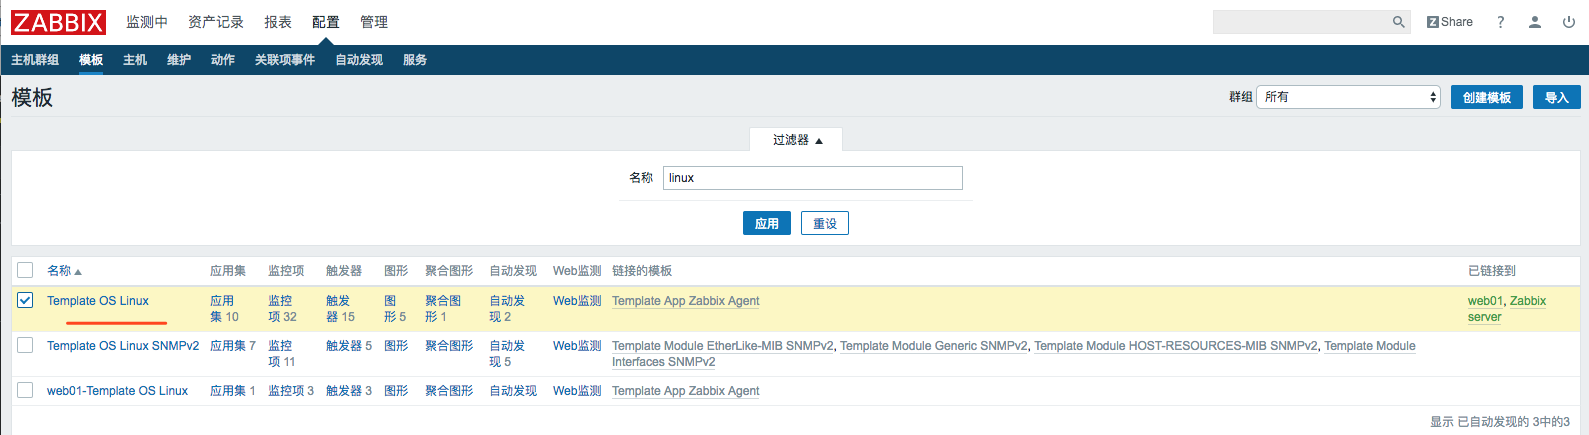 ZABBIX 监测中 资产记录 报表 配置 管理 Z Share ?
主机群组 模板 主机 维护 动作 关联项事件 自动发现 服务
模板 群组 所有 创建模板 导入
过滤器 ▲
名称 linux
应用 重设
名称 ▲ 应用集 监控项 触发器 图形 聚合图形 自动发现 Web监测 链接的模板 已链接到
Template OS Linux 应用 监控 触发 图 聚合图 自动发 Web监测 Template App Zabbix Agent web01, Zabbix
集 10 项 32 器 15 形 5 形 1 现 2 server
Template OS Linux SNMPv2 应用集 7 监控 触发器 5 图形 聚合图形 自动发 Web监测 Template Module EtherLike-MIB SNMPv2, Template Module Generic SNMPv2, Template Module HOST-RESOURCES-MIB SNMPv2, Template Module
项 11 现 5 Interfaces SNMPv2
web01-Template OS Linux 应用集 1 监控项 3 触发器 3 图形 聚合图形 自动发现 Web监测 Template App Zabbix Agent
显示 已自动发现的 3中的3